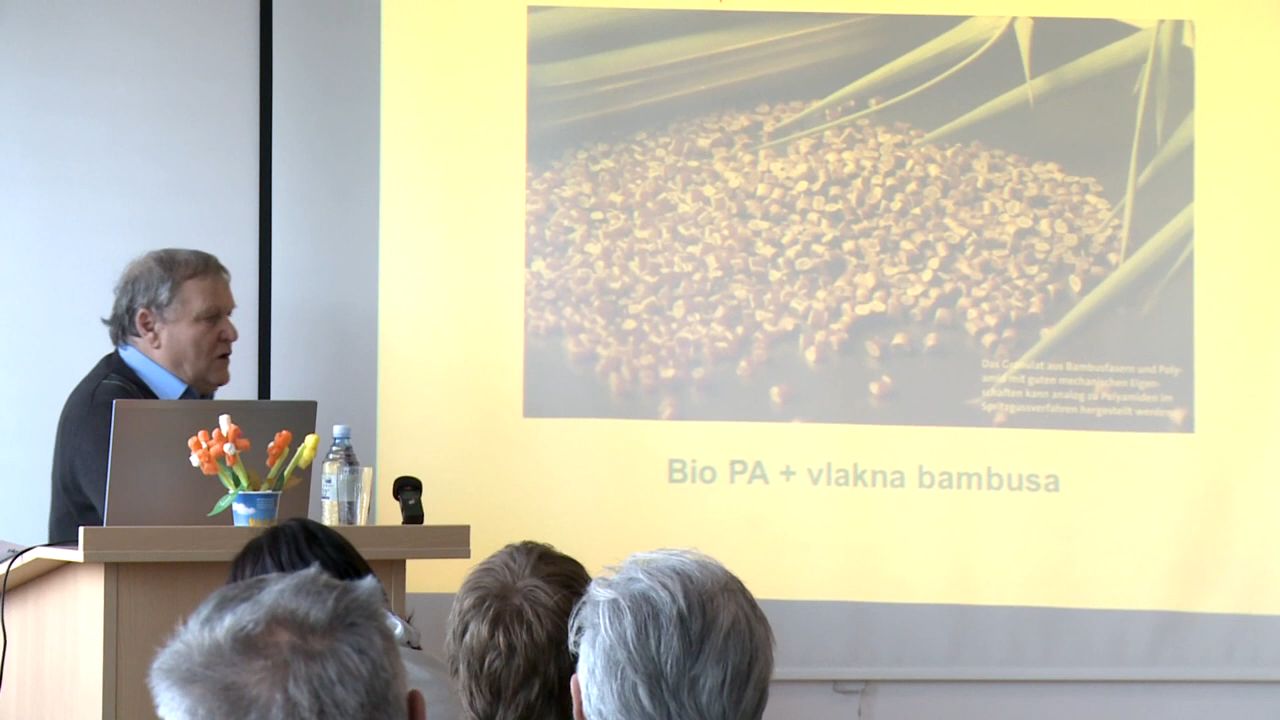 Das Granulat aus Bambusfasern und Poly-
amid mit guten mechanischen Eigen-
schaften kann analog zu Polyamiden im
Spritzgussverfahren hergestellt werden
Bio PA + vlakna bambusa